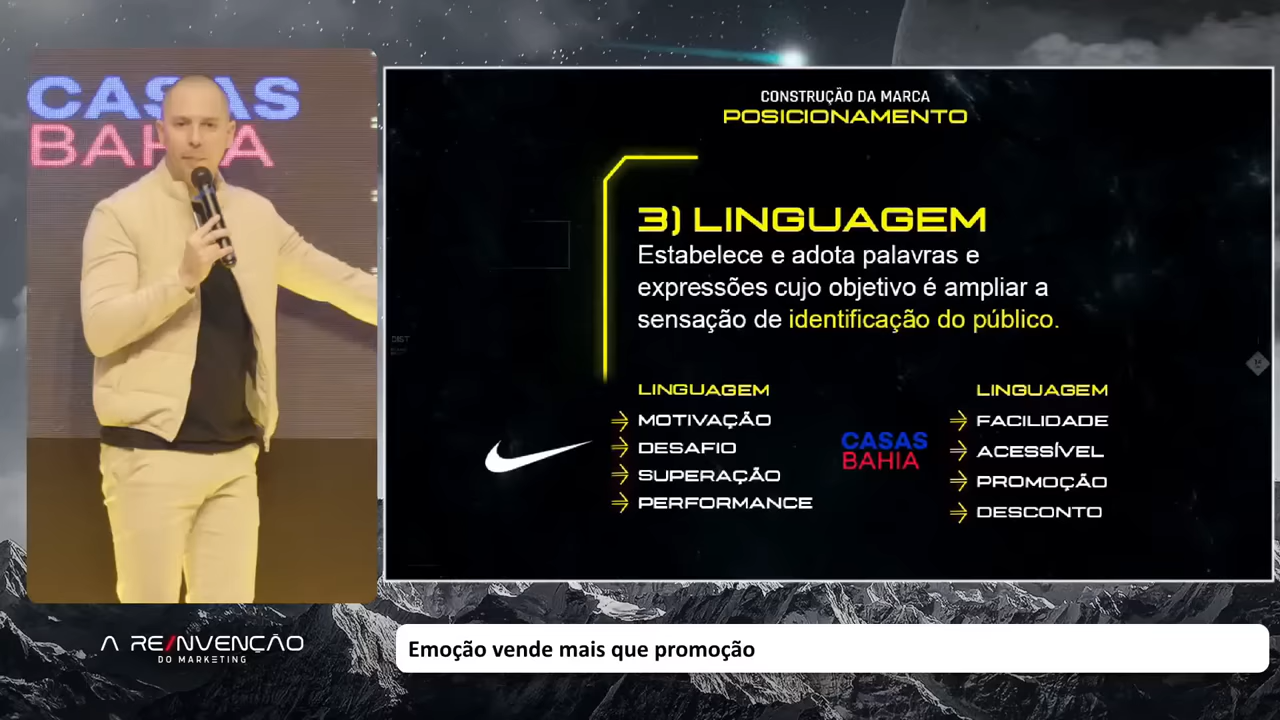 CASAS
BAHIA
CONSTRUÇÃO DA MARCA
POSICIONAMENTO
3) LINGUAGEM
Estabelece e adota palavras e
expressões cujo objetivo é ampliar a
sensação de identificação do público.
LINGUAGEM
MOTIVAÇÃO
DESAFIO
SUPERAÇÃO
PERFORMANCE
CASAS
BAHIA
LINGUAGEM
FACILIDADE
ACESSÍVEL
PROMOÇÃO
DESCONTO
A RE/NVENÇÃO
DO MARKETING
Emoção vende mais que promoção